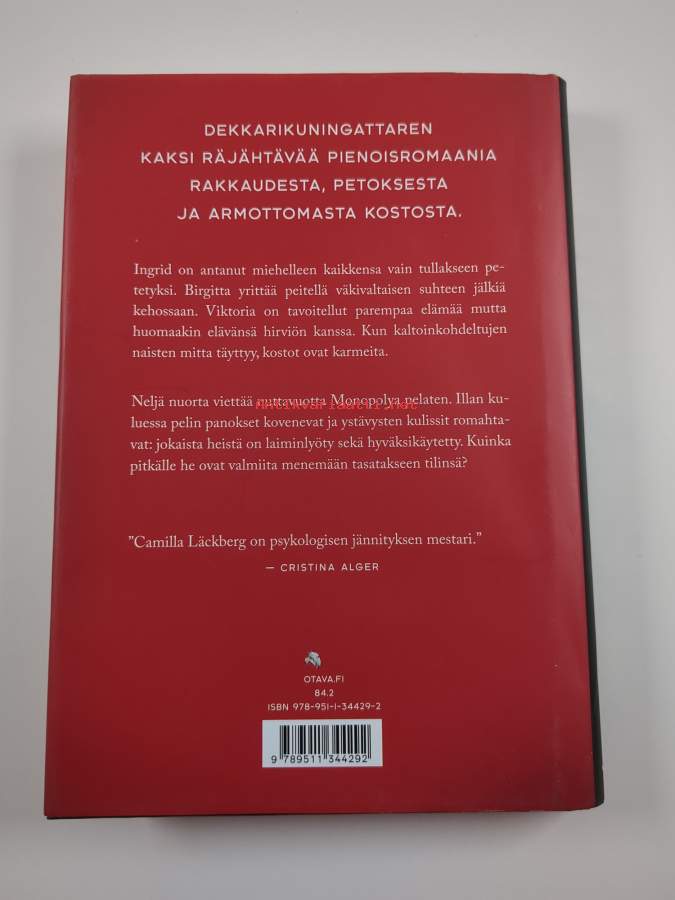 DEKKARIKUNINGATTAREN
KAKSI RÄJÄHTÄVÄÄ PIENOISROMAANIA
RAKKAUDESTA, PETOKSESTA
JA ARMOTTOMASTA KOSTOSTA.
Ingrid on antanut miehelleen kaikkensa vain tullakseen pe-
tetyksi. Birgitta yrittää peitellä väkivaltaisen suhteen jälkiä
kehossaan. Viktoria on tavoitellut parempaa elämää mutta
huomaakin elävänsä hirviön kanssa. Kun kaltoinkohdeltujen
naisten mitta täyttyy, kostot ovat karmeita.
Neljä nuorta viettää uuttavuotta Monopolya pelaten. Illan ku-
Antikvariaatti.net
luessa pelin panokset kovenevat ja ystävysten kulissit romahta-
vat: jokaista heistä on laiminlyöty sekä hyväksikäytetty. Kuinka
pitkälle he ovat valmiita menemään tasatakseen tilinsä?
"Camilla Läckberg on psykologisen jännityksen mestari."
— CRISTINA ALGER
OTAVA.FI
84.2
ISBN 978-951-1-34429-2
9 789511 344292